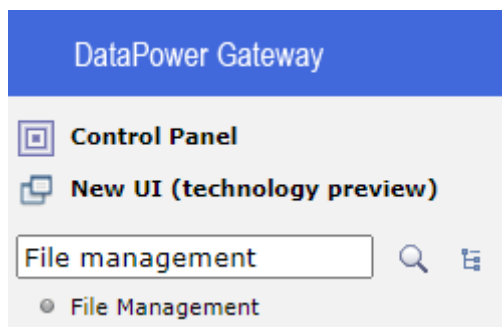 DataPower Gateway
Control Panel
New UI (technology preview)
File management
File Management